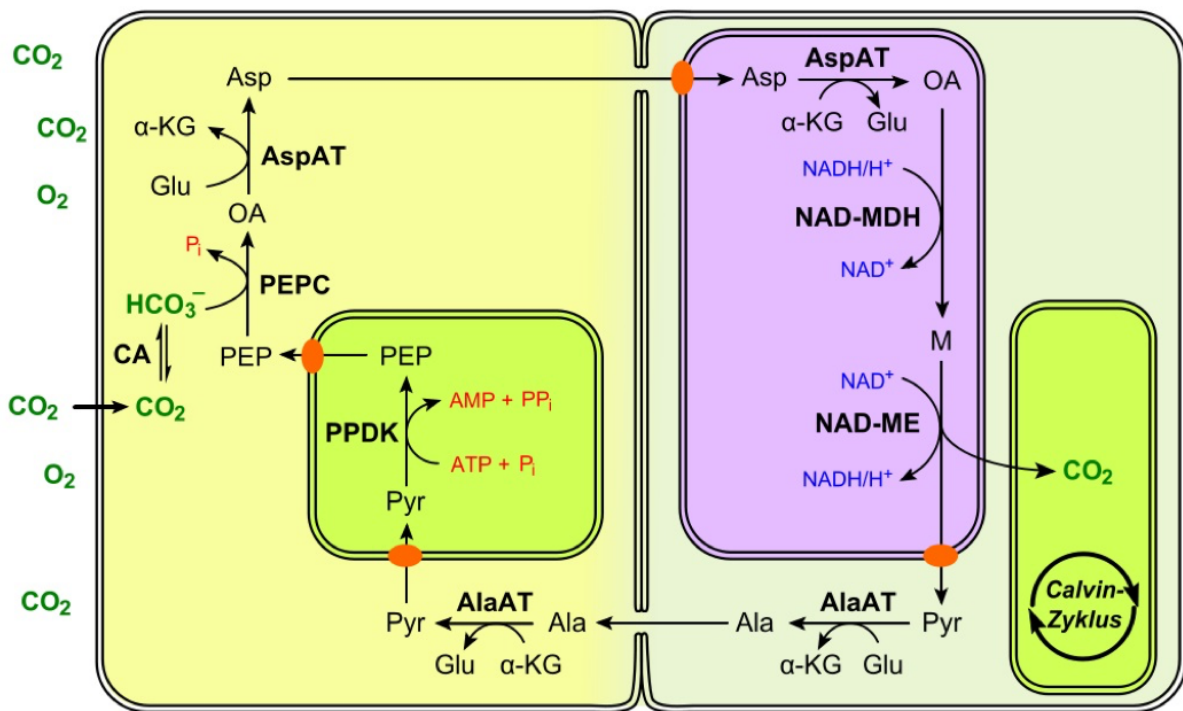 CO₂
CO₂
O₂
CO₂
O₂
CO₂
CO₂
CA
HCO₃⁻
Pᵢ
PEPC
PEP
OA
Glu
α-KG
AspAT
Asp
PEP
PPDK
AMP + PPᵢ
ATP + Pᵢ
Pyr
Pyr
AlaAT
Ala
Glu
α-KG
Asp
AspAT
OA
α-KG
Glu
NADH/H⁺
NAD-MDH
NAD⁺
M
NAD⁺
NAD-ME
NADH/H⁺
CO₂
Calvin-
Zyklus
Ala
AlaAT
Pyr
α-KG
Glu